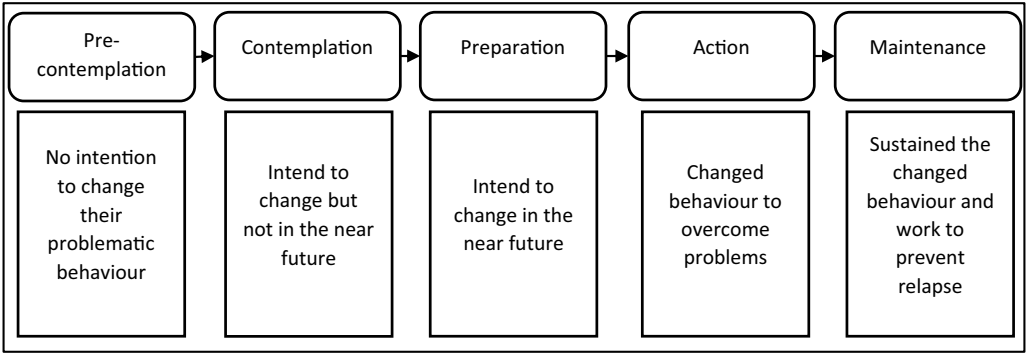 Pre-
contemplation
Contemplation
Preparation
Action
Maintenance
No intention
to change
their
problematic
behaviour
Intend to
change but
not in the near
future
Intend to
change in the
near future
Changed
behaviour to
overcome
problems
Sustained the
changed
behaviour and
work to
prevent
relapse